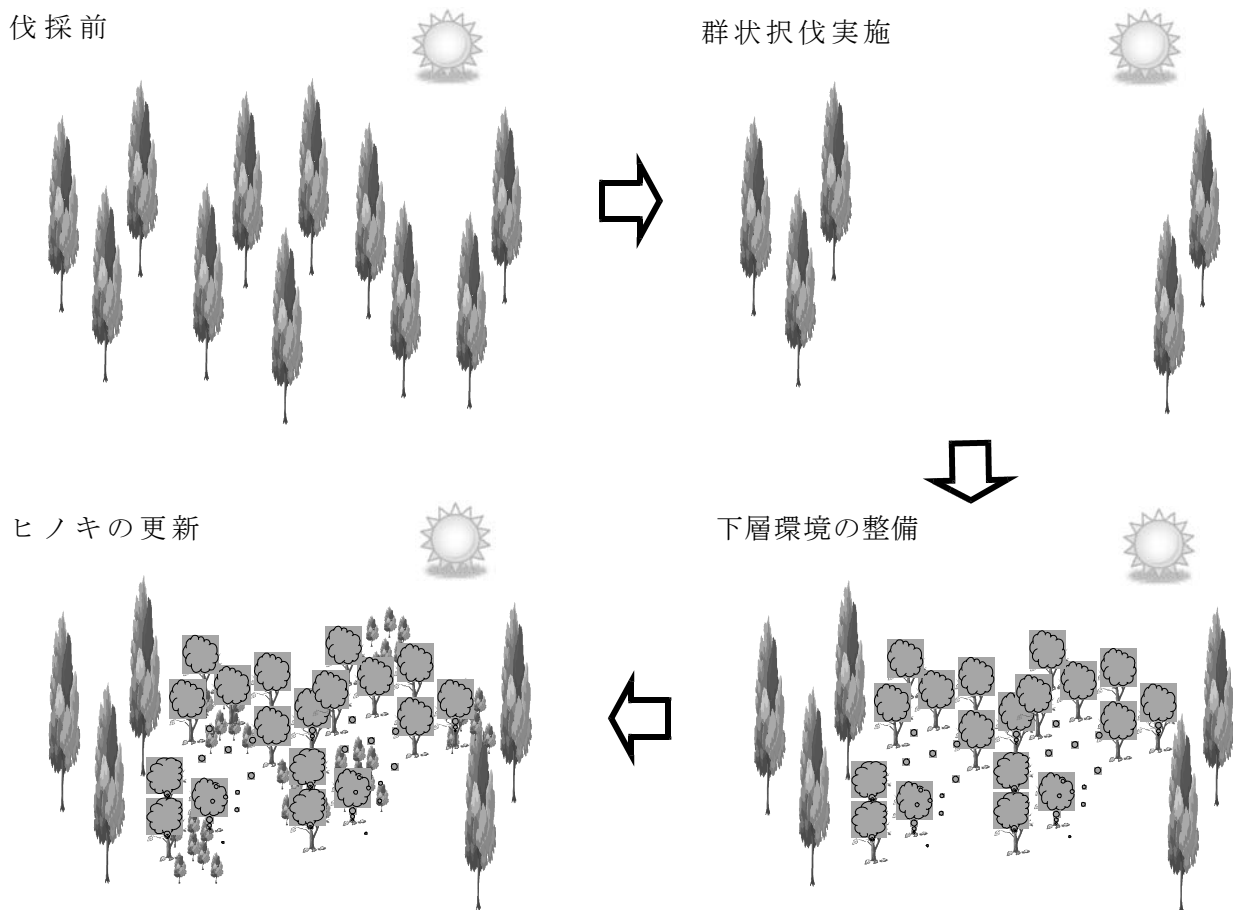 伐採前
群状択伐実施
ヒノキの更新
下層環境の整備